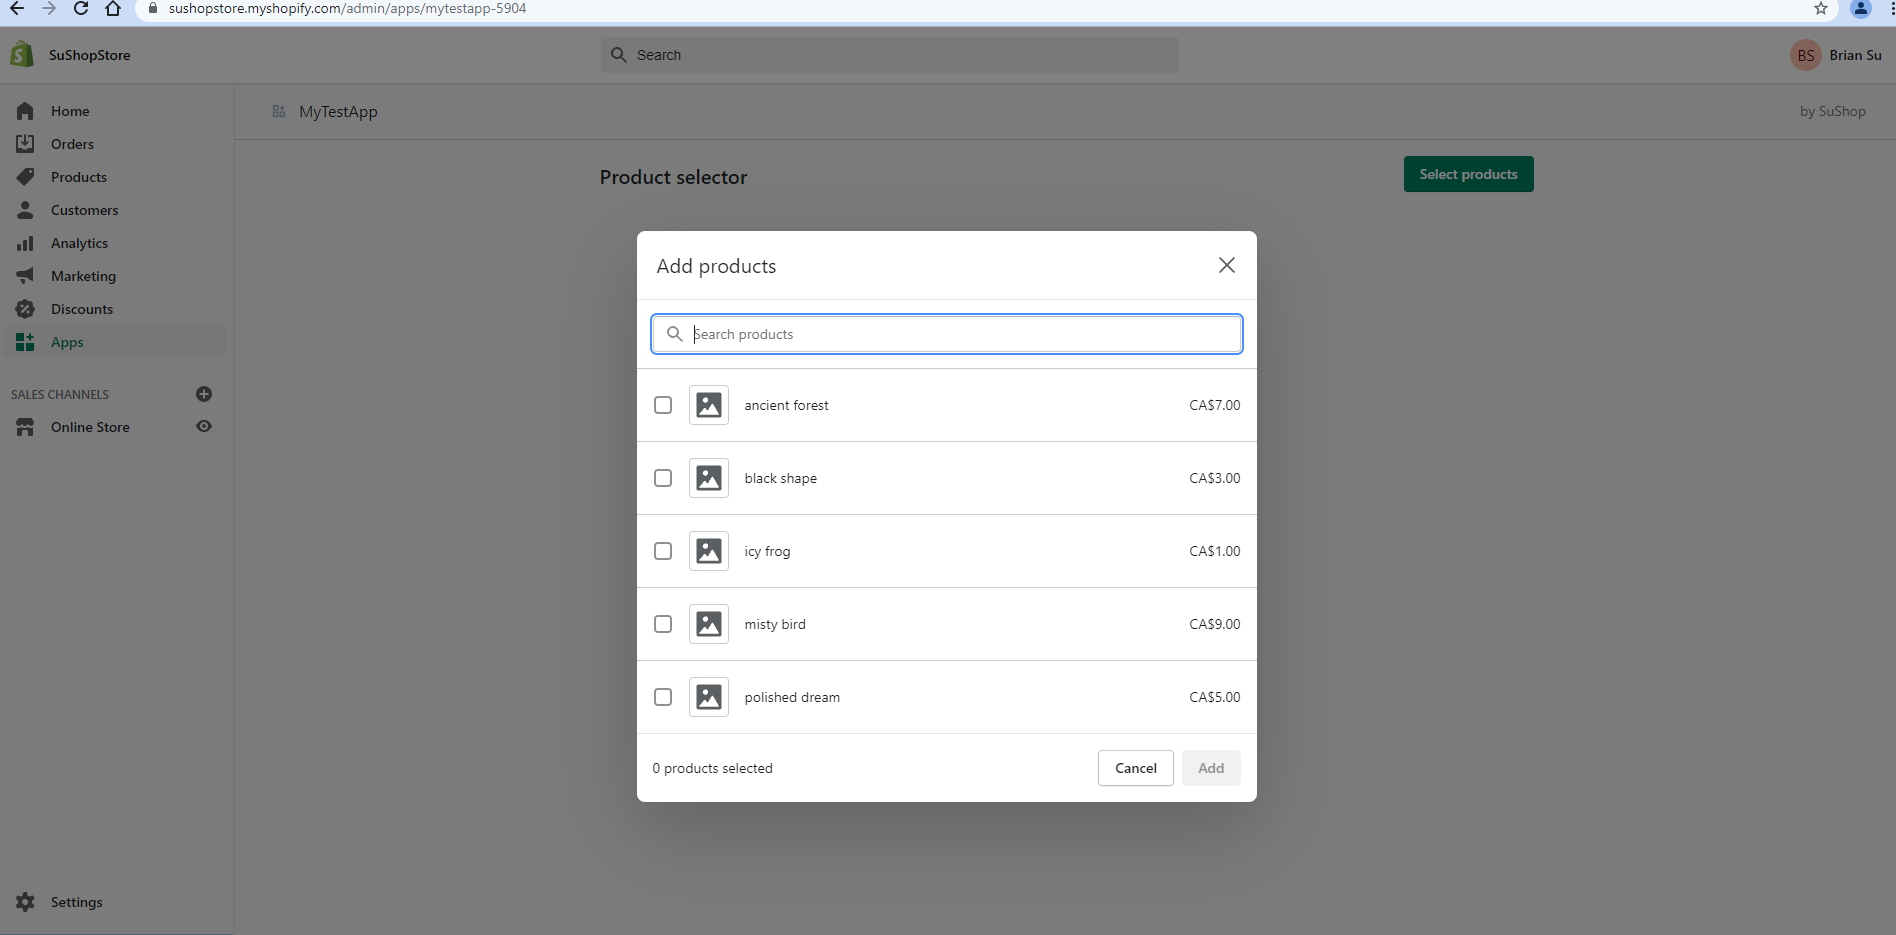 sushopstore.myshopify.com/admin/apps/mytestapp-5904
SuShopStore
Search
BS
Brian Su
Home
Orders
Products
Customers
Analytics
Marketing
Discounts
Apps
SALES CHANNELS
Online Store
Settings
MyTestApp
by SuShop
Product selector
Select products
Add products
Search products
ancient forest CA$7.00
black shape CA$3.00
icy frog CA$1.00
misty bird CA$9.00
polished dream CA$5.00
0 products selected
Cancel
Add